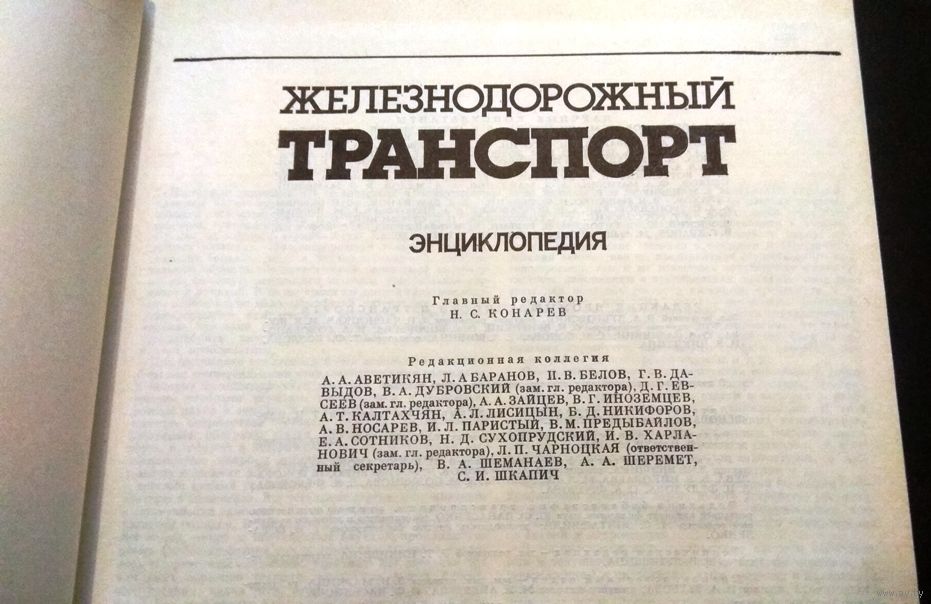 ЖЕЛЕЗНОДОРОЖНЫЙ
ТРАНСПОРТ
ЭНЦИКЛОПЕДИЯ
Главный редактор
Н. С. КОНАРЕВ
Редакционная коллегия
А. А. АВЕТИКЯН, Л. А БАРАНОВ, П. В. БЕЛОВ, Г. В. ДА-
ВЫДОВ, В. А. ДУБРОВСКИЙ (зам. гл. редактора), Д. Г. ЕВ-
СЕЕВ (зам. гл. редактора), А. А. ЗАЙЦЕВ, В. Г. ИНОЗЕМЦЕВ,
А. Т. КАЛТАХЧЯН, А. Л. ЛИСИЦЫН, Б. Д. НИКИФОРОВ,
А. В. НОСАРЕВ, И. Л. ПАРИСТЫЙ, В. М. ПРЕДЫБАЙЛОВ,
Е. А. СОТНИКОВ, Н. Д. СУХОПРУДСКИЙ, И. В. ХАРЛА-
НОВИЧ (зам. гл. редактора), Л. П. ЧАРНОЦКАЯ (ответствен-
ный секретарь), В. А. ШЕМАНАЕВ, А. А. ШЕРЕМЕТ,
С. И. ШКАПИЧ